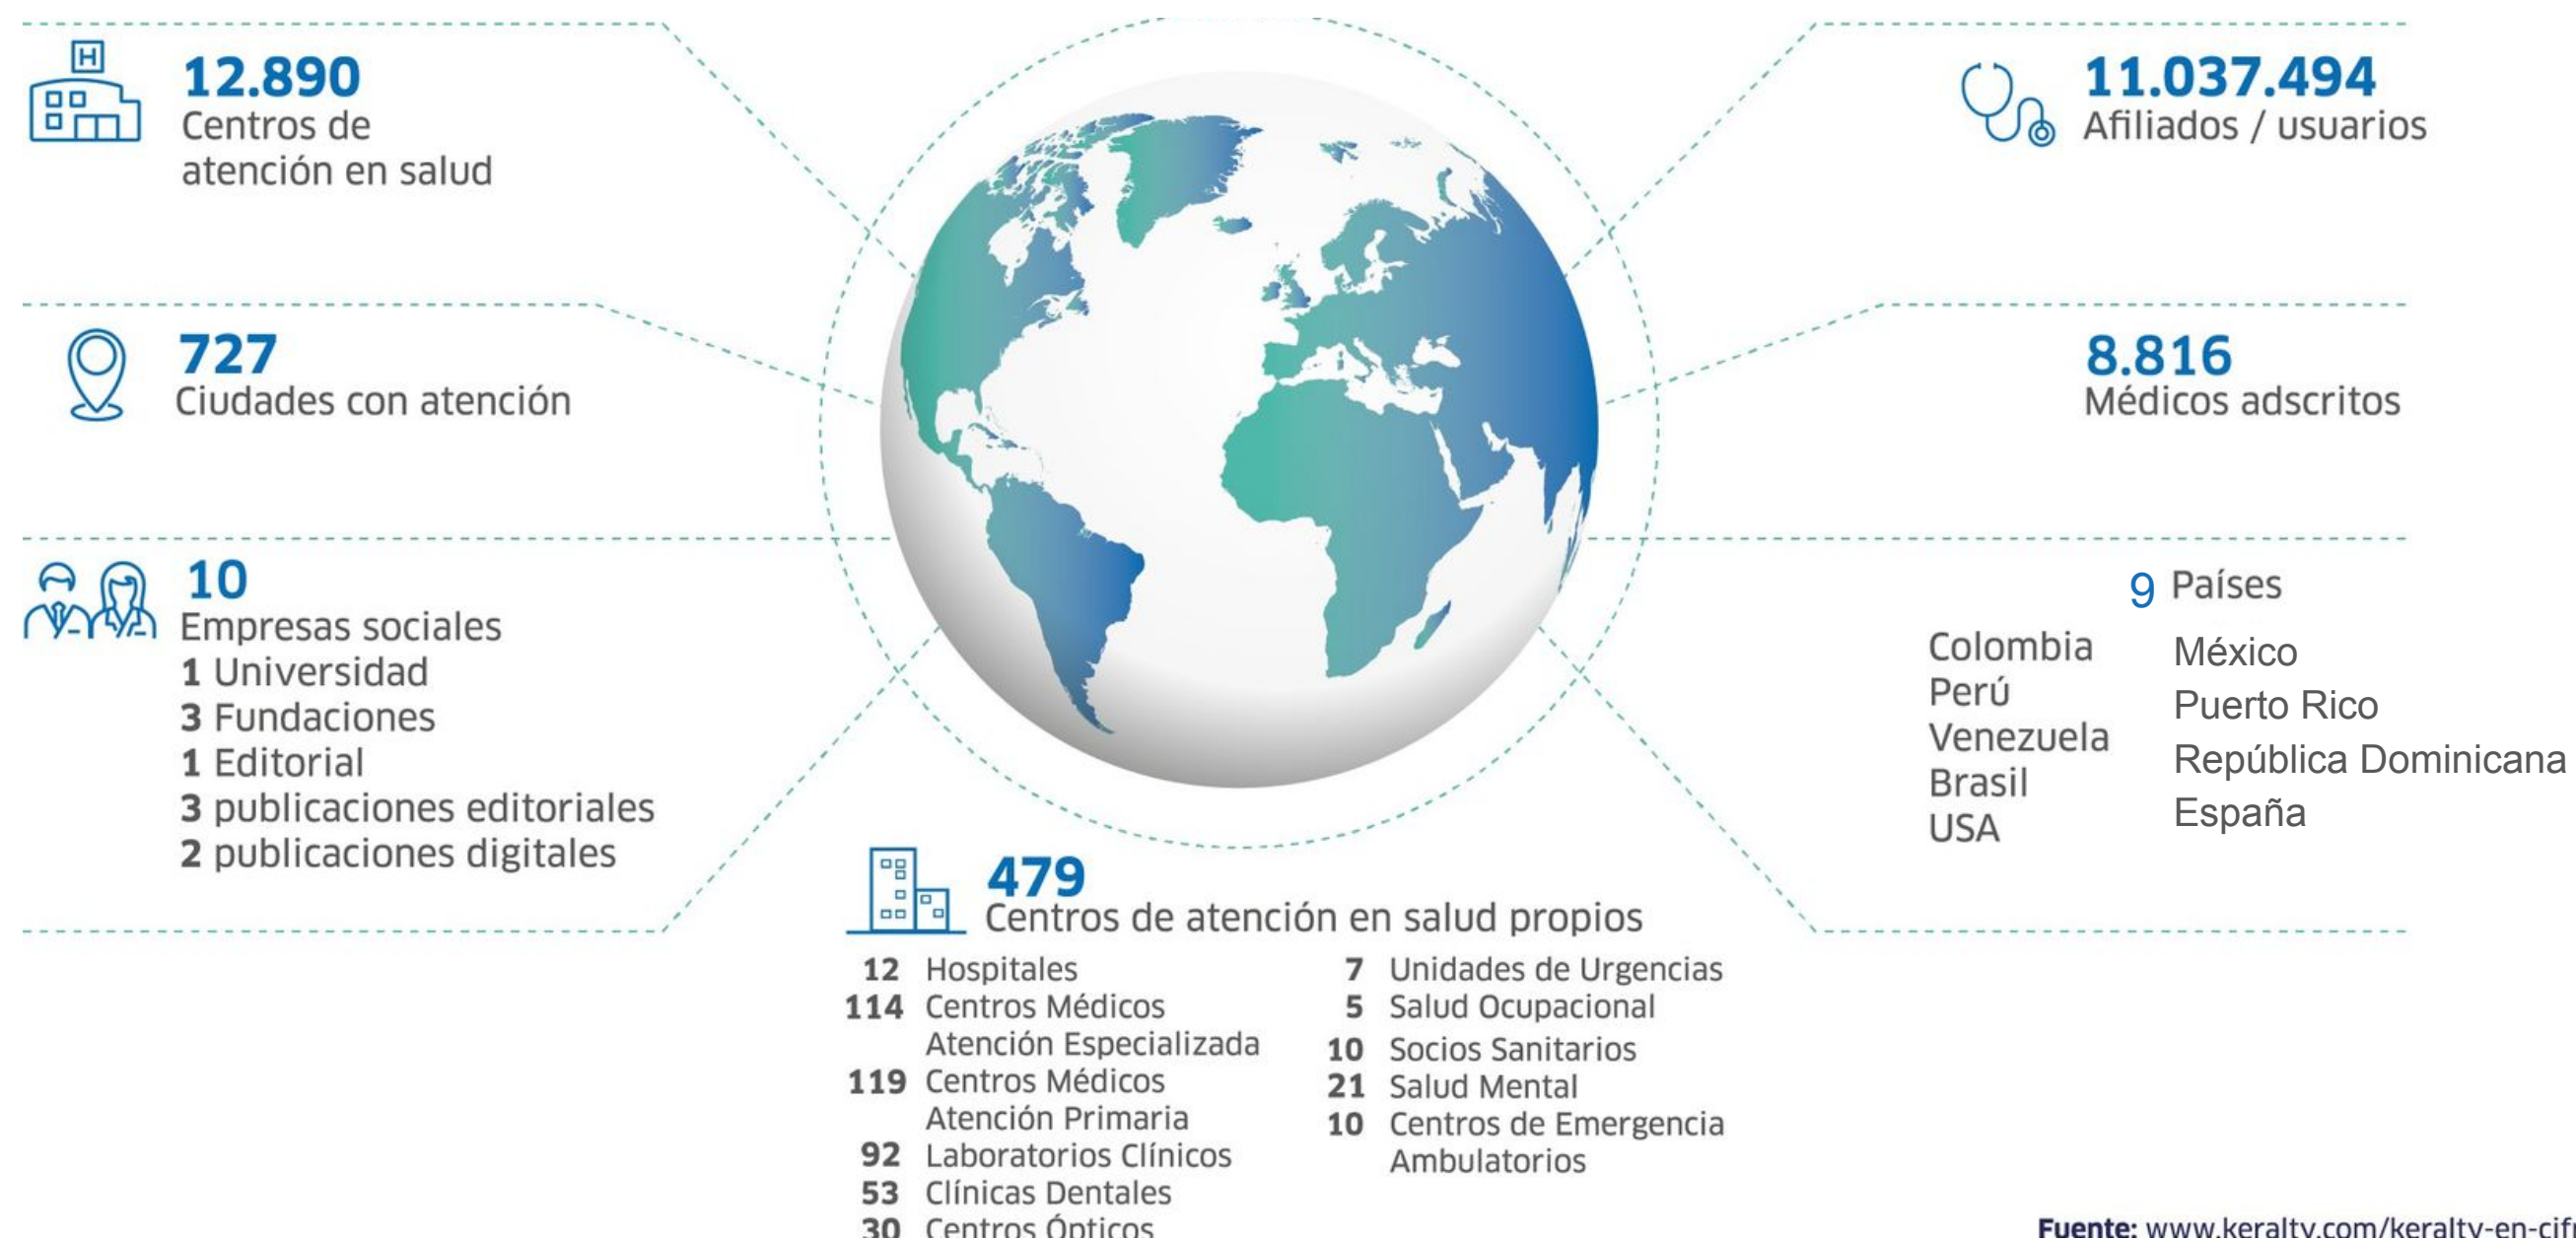 H
12.890
Centros de
atención en salud
727
Ciudades con atención
10
Empresas sociales
1 Universidad
3 Fundaciones
1 Editorial
3 publicaciones editoriales
2 publicaciones digitales
11.037.494
Afiliados / usuarios
8.816
Médicos adscritos
9 Países
Colombia
Perú
Venezuela
Brasil
USA
México
Puerto Rico
República Dominicana
España
479
Centros de atención en salud propios
12 Hospitales
114 Centros Médicos
Atención Especializada
119 Centros Médicos
Atención Primaria
92 Laboratorios Clínicos
53 Clínicas Dentales
30 Centros Ópticos
7 Unidades de Urgencias
5 Salud Ocupacional
10 Socios Sanitarios
21 Salud Mental
10 Centros de Emergencia
Ambulatorios
Fuente: www.keralty.com/keralty-en-cif